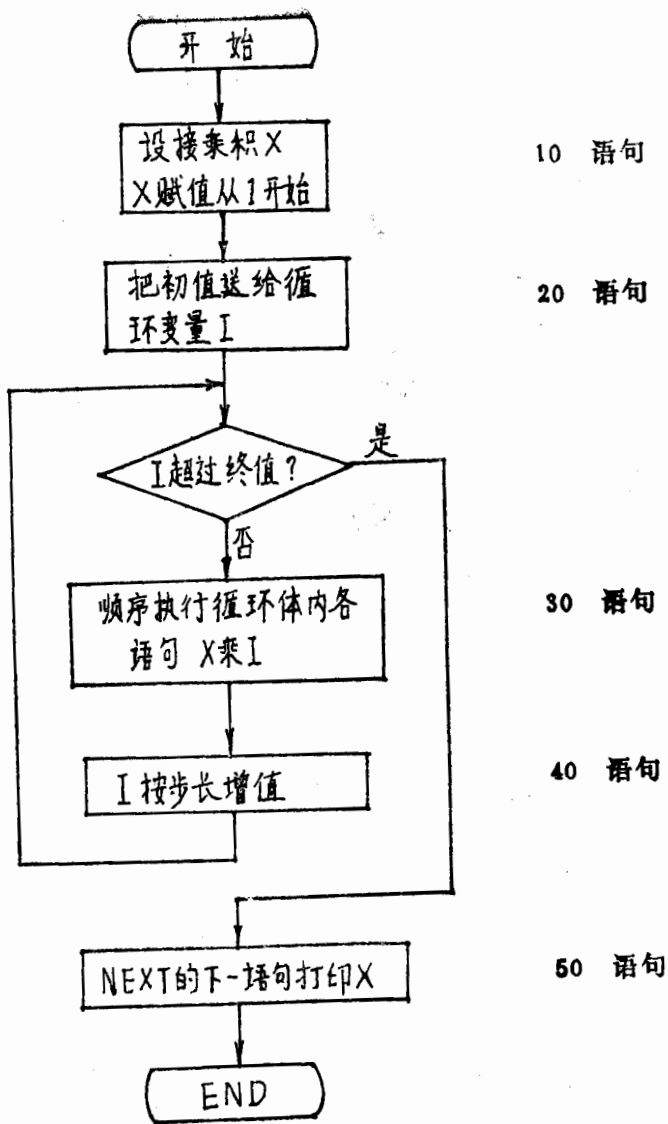 开 始
设接乘积X
X赋值从1开始
10 语句
把初值送给循
环变量I
20 语句
I超过终值?
是
否
顺序执行循环体内各
语句 X乘I
30 语句
I按步长增值
40 语句
NEXT的下一语句打印X
50 语句
END